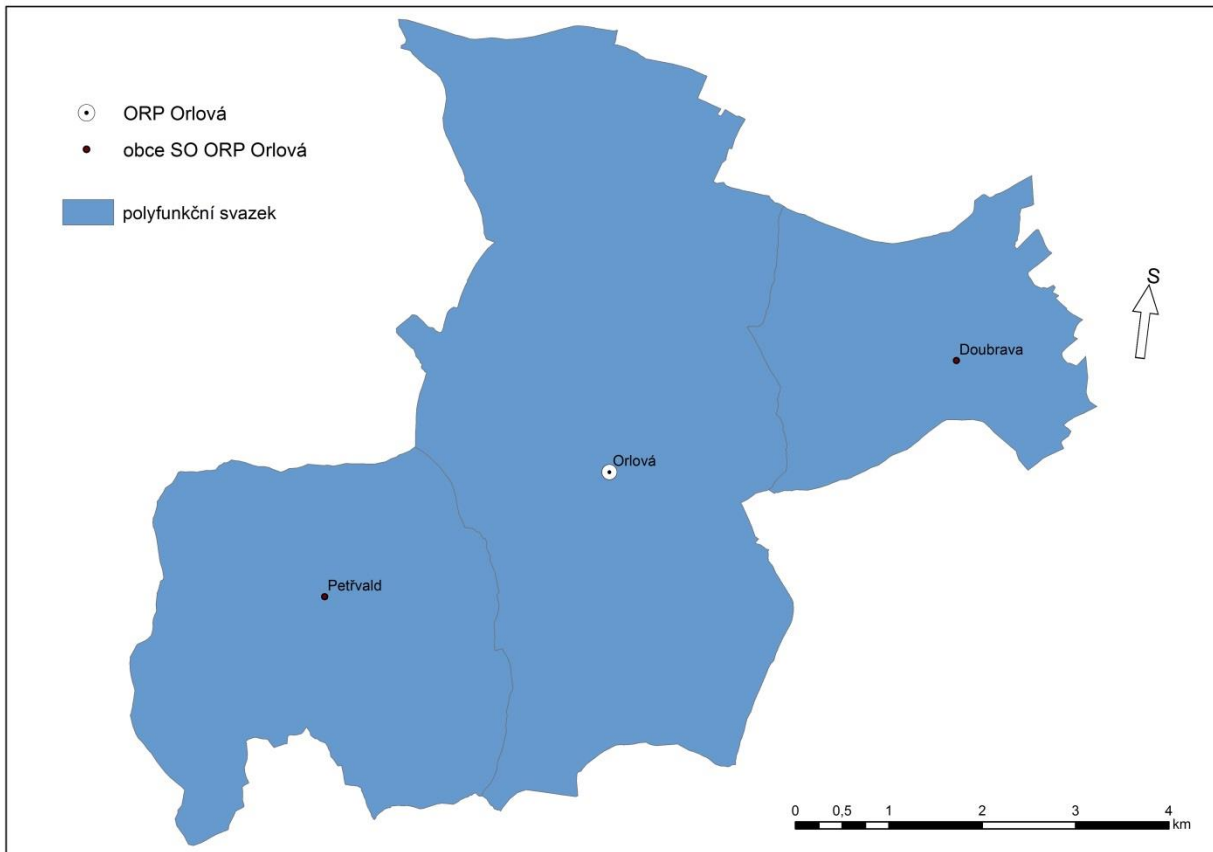 ORP Orlová
obce SO ORP Orlová
polyfunkční svazek
S
Doubrava
Orlová
Petřvald
0 0,5 1 2 3 4
km